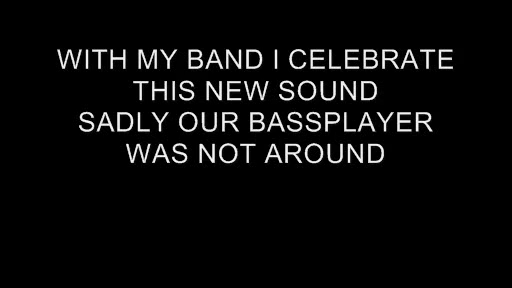 WITH MY BAND I CELEBRATE
THIS NEW SOUND
SADLY OUR BASSPLAYER
WAS NOT AROUND